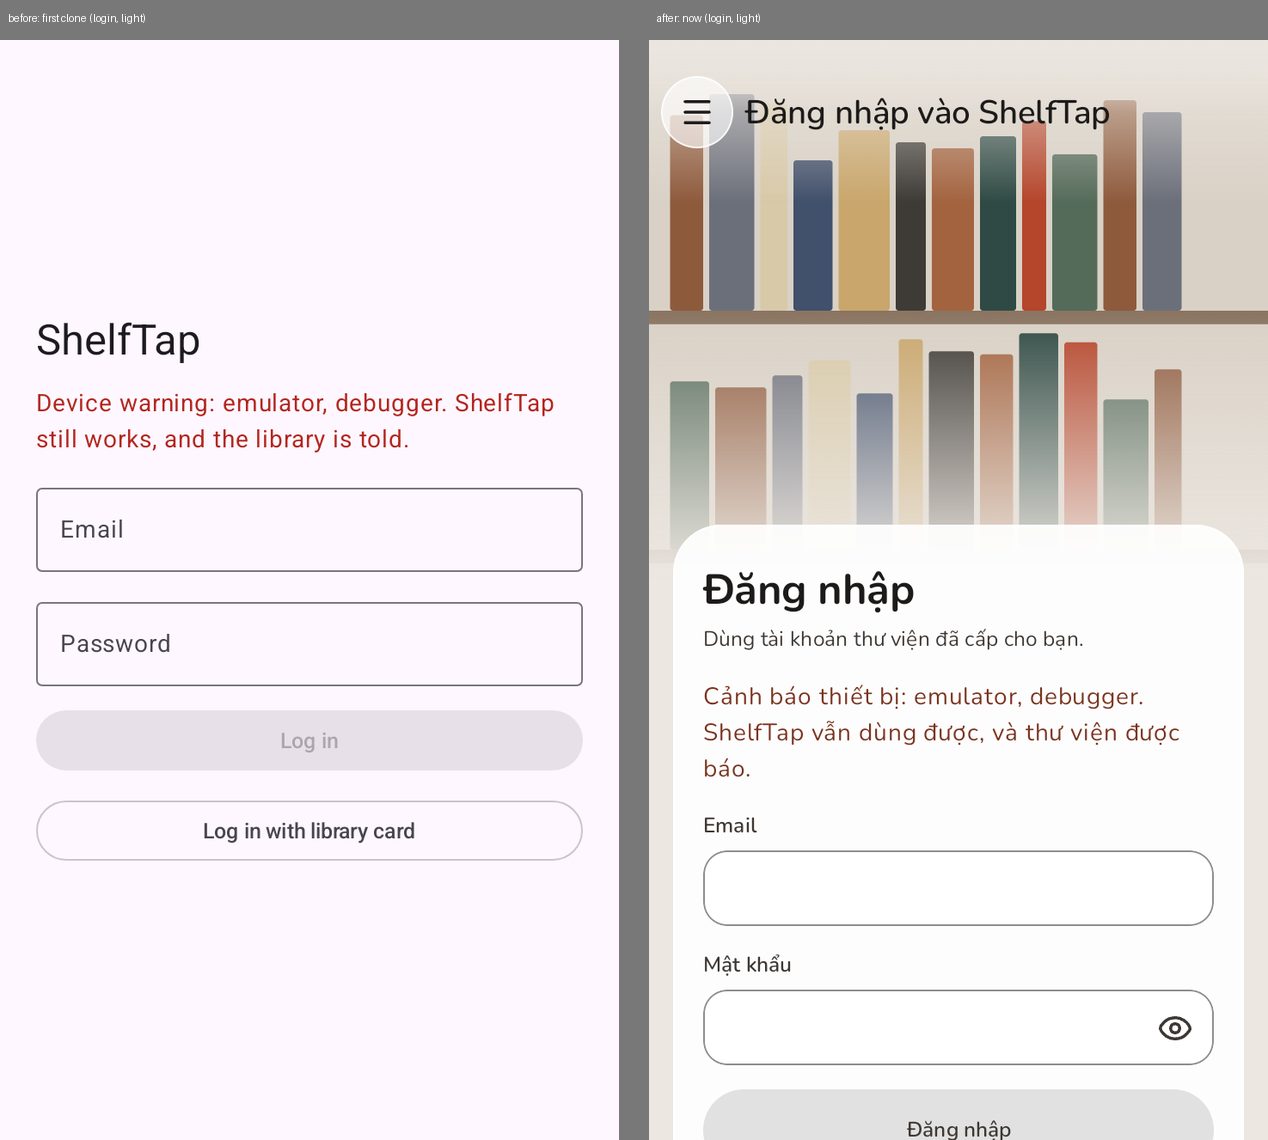 before: first clone (login, light)
ShelfTap
Device warning: emulator, debugger. ShelfTap
still works, and the library is told.
Email
Password
Log in
Log in with library card
after: now (login, light)
Đăng nhập vào ShelfTap
Đăng nhập
Dùng tài khoản thư viện đã cấp cho bạn.
Cảnh báo thiết bị: emulator, debugger.
ShelfTap vẫn dùng được, và thư viện được
báo.
Email
Mật khẩu
Đăng nhập